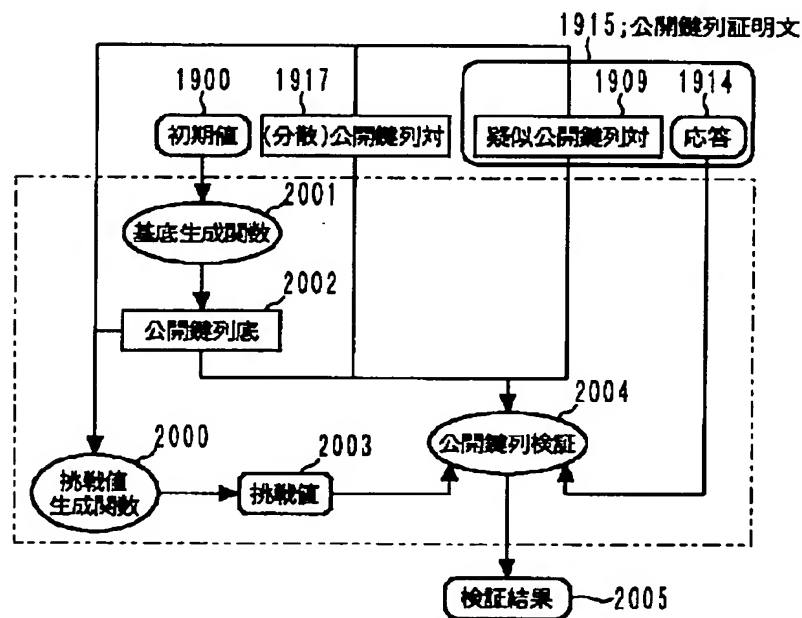 1915;公開鍵列証明文
1900
1917
1909
1914
初期値
(分散)公開鍵列対
疑似公開鍵列対
応答
2001
基底生成関数
2002
公開鍵列底
2004
公開鍵列検証
2000
2003
挑戦値
生成関数
挑戦値
検証結果
2005